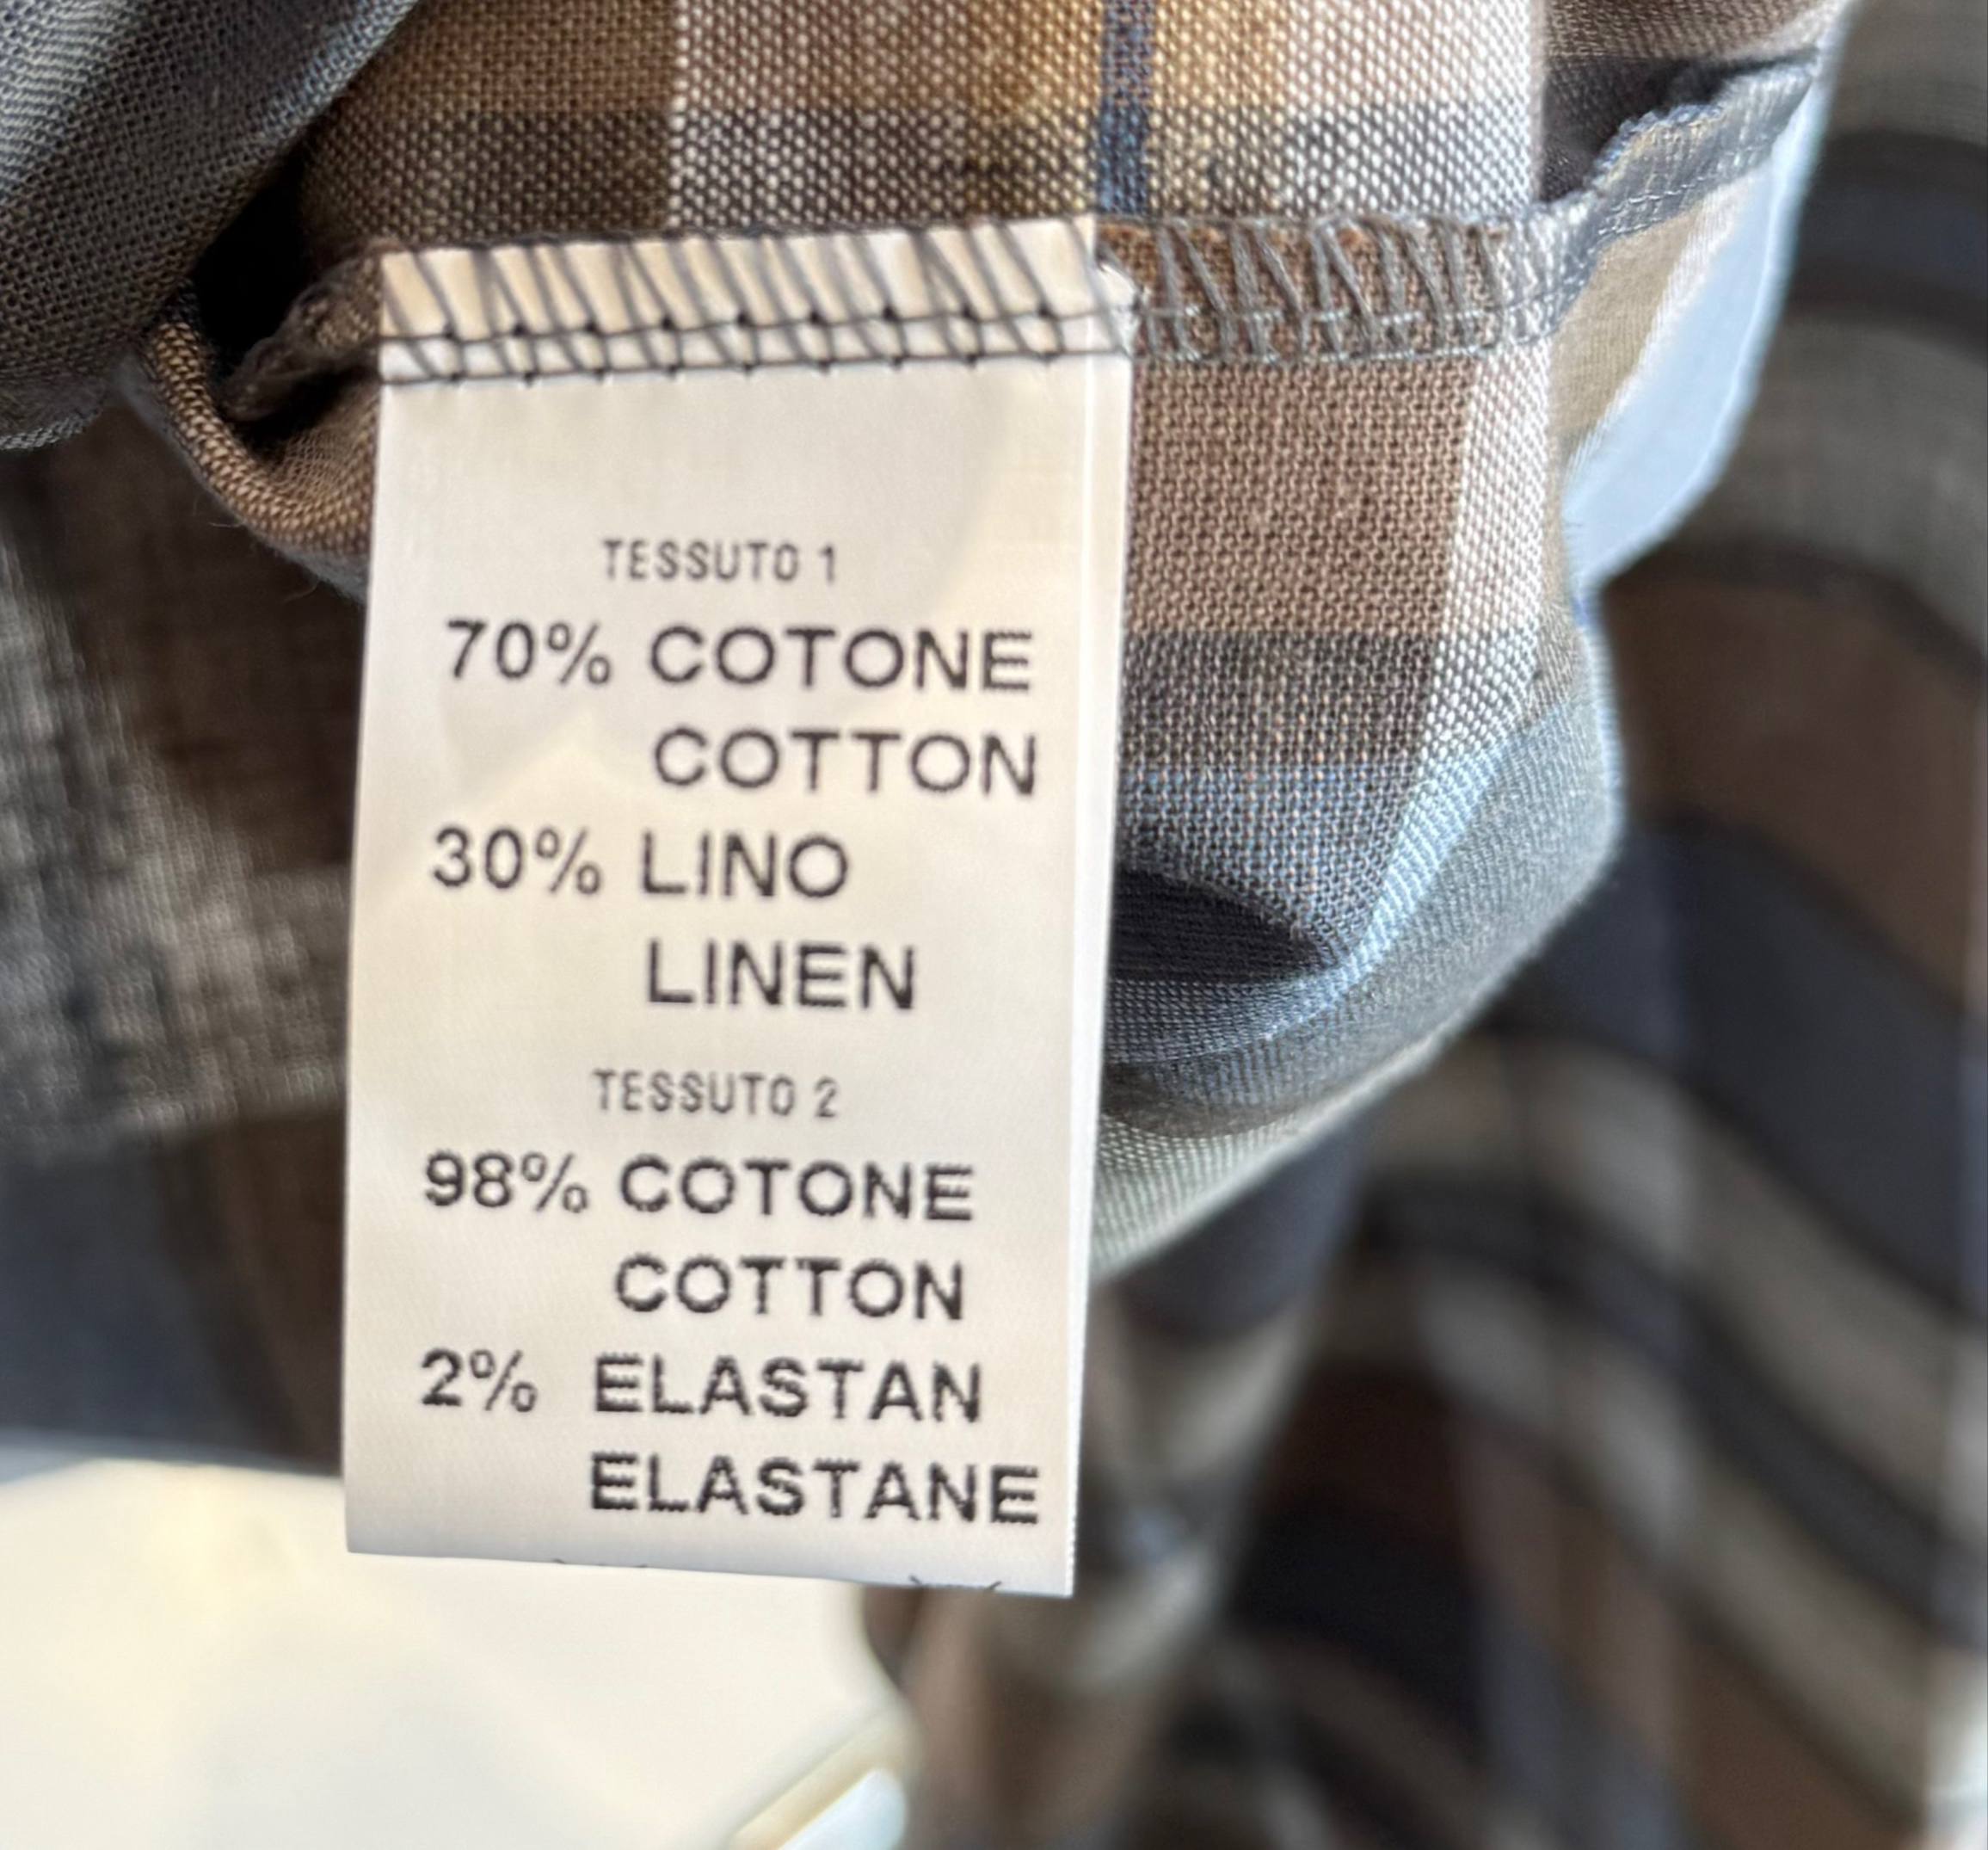 TESSUTO 1
70% COTONE
COTTON
30% LINO
LINEN
TESSUTO 2
98% COTONE
COTTON
2% ELASTAN
ELASTANE